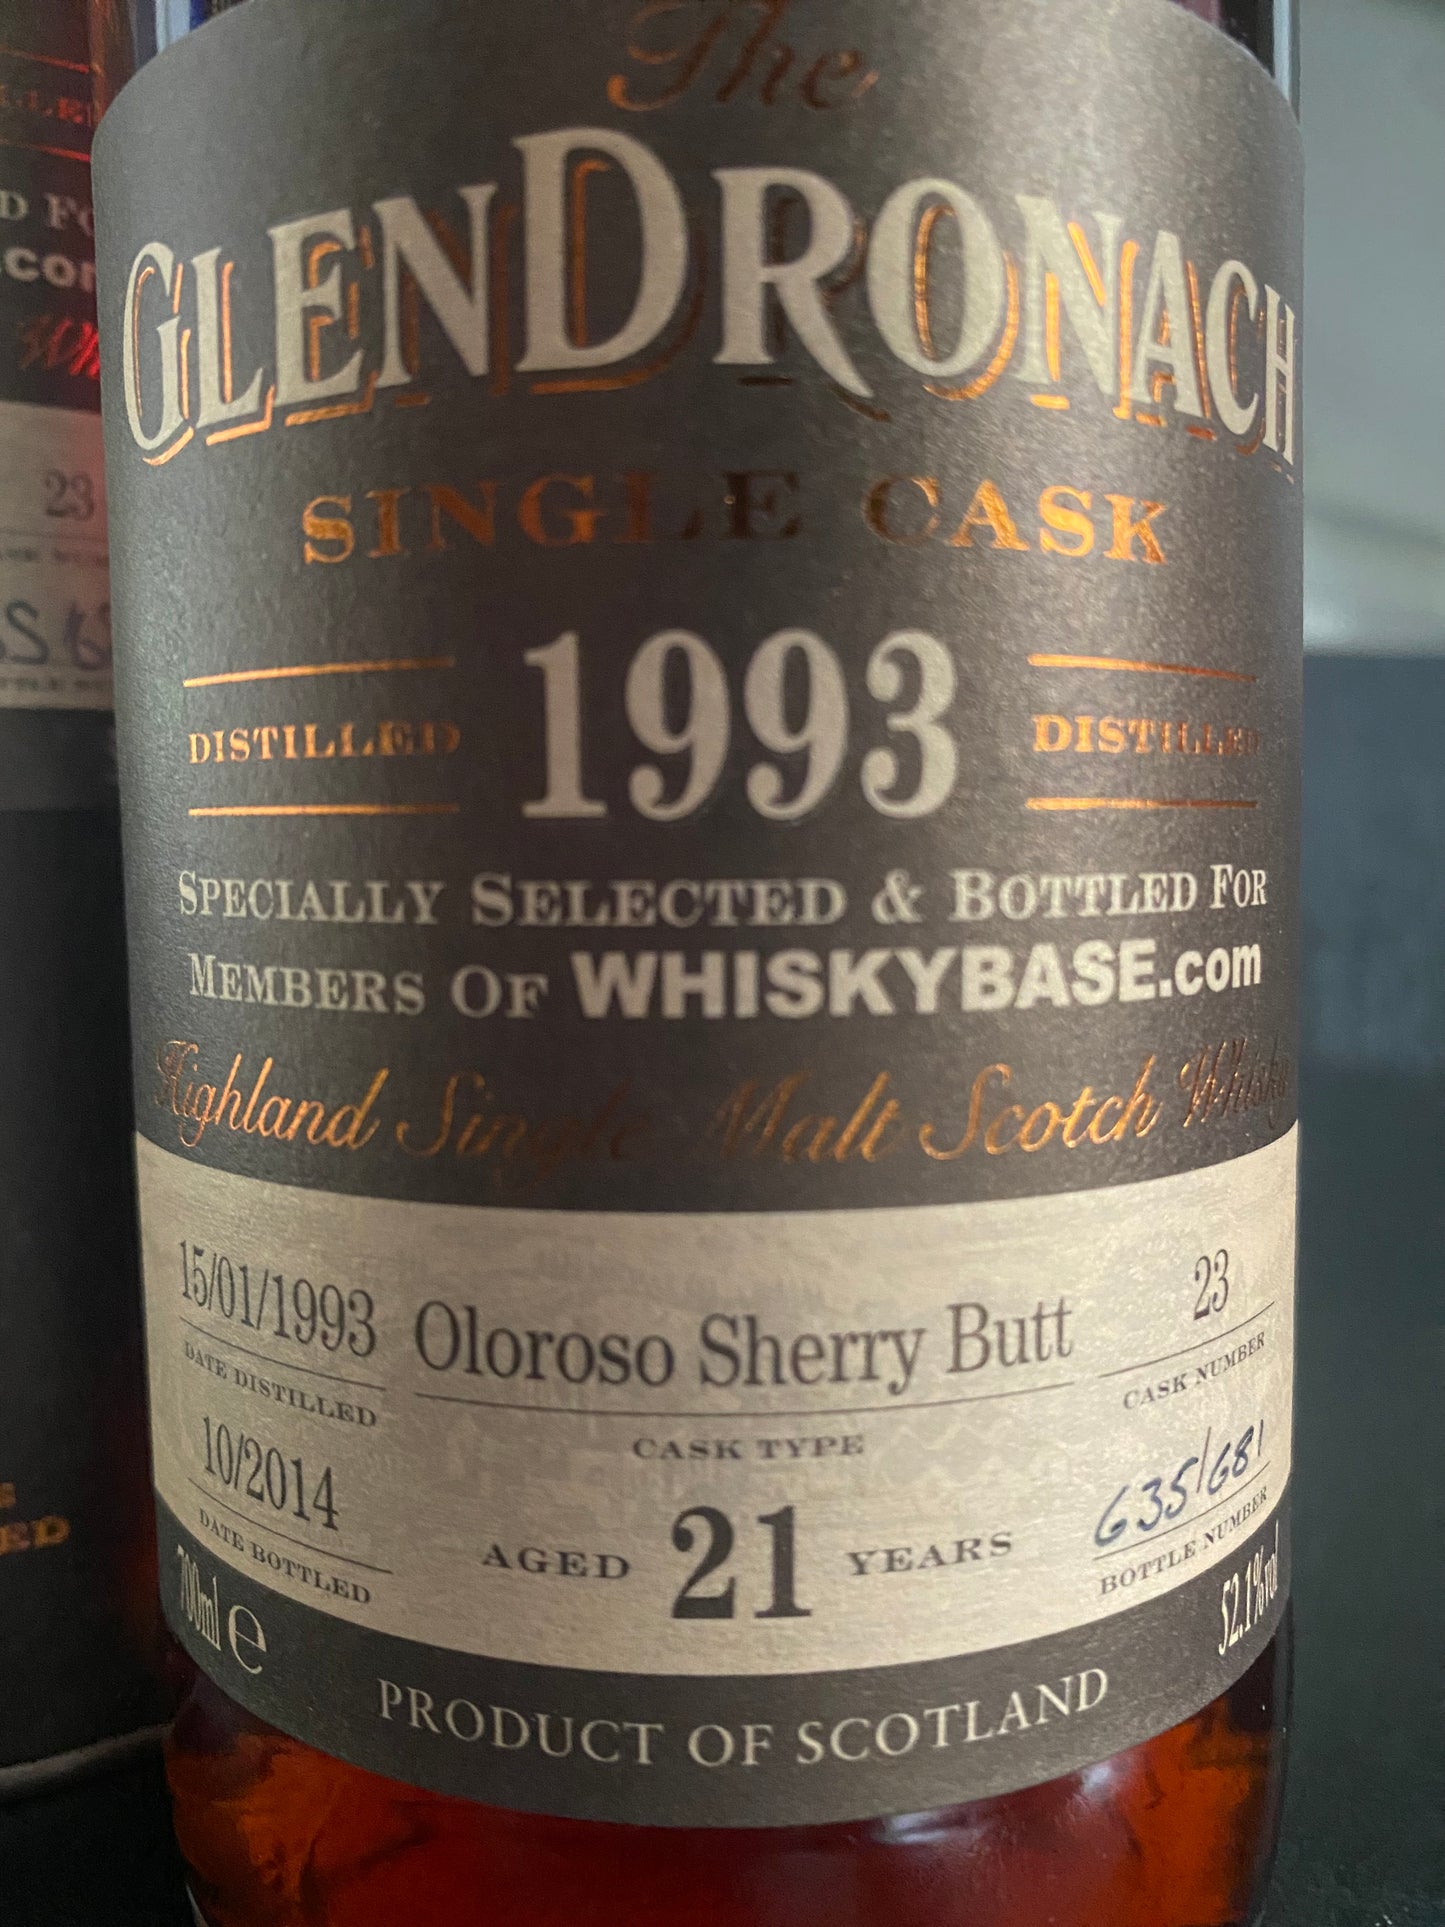 The
GLENDRONACH
SINGLE CASK
DISTILLED 1993 DISTILLED
SPECIALLY SELECTED & BOTTLED FOR
MEMBERS OF WHISKYBASE.com
Highland Single Malt Scotch Whisky
15/01/1993 Oloroso Sherry Butt 23
DATE DISTILLED CASK TYPE CASK NUMBER
10/2014 AGED 21 YEARS 635/681
DATE BOTTLED BOTTLE NUMBER
700ml e 52.1%vol
PRODUCT OF SCOTLAND
23